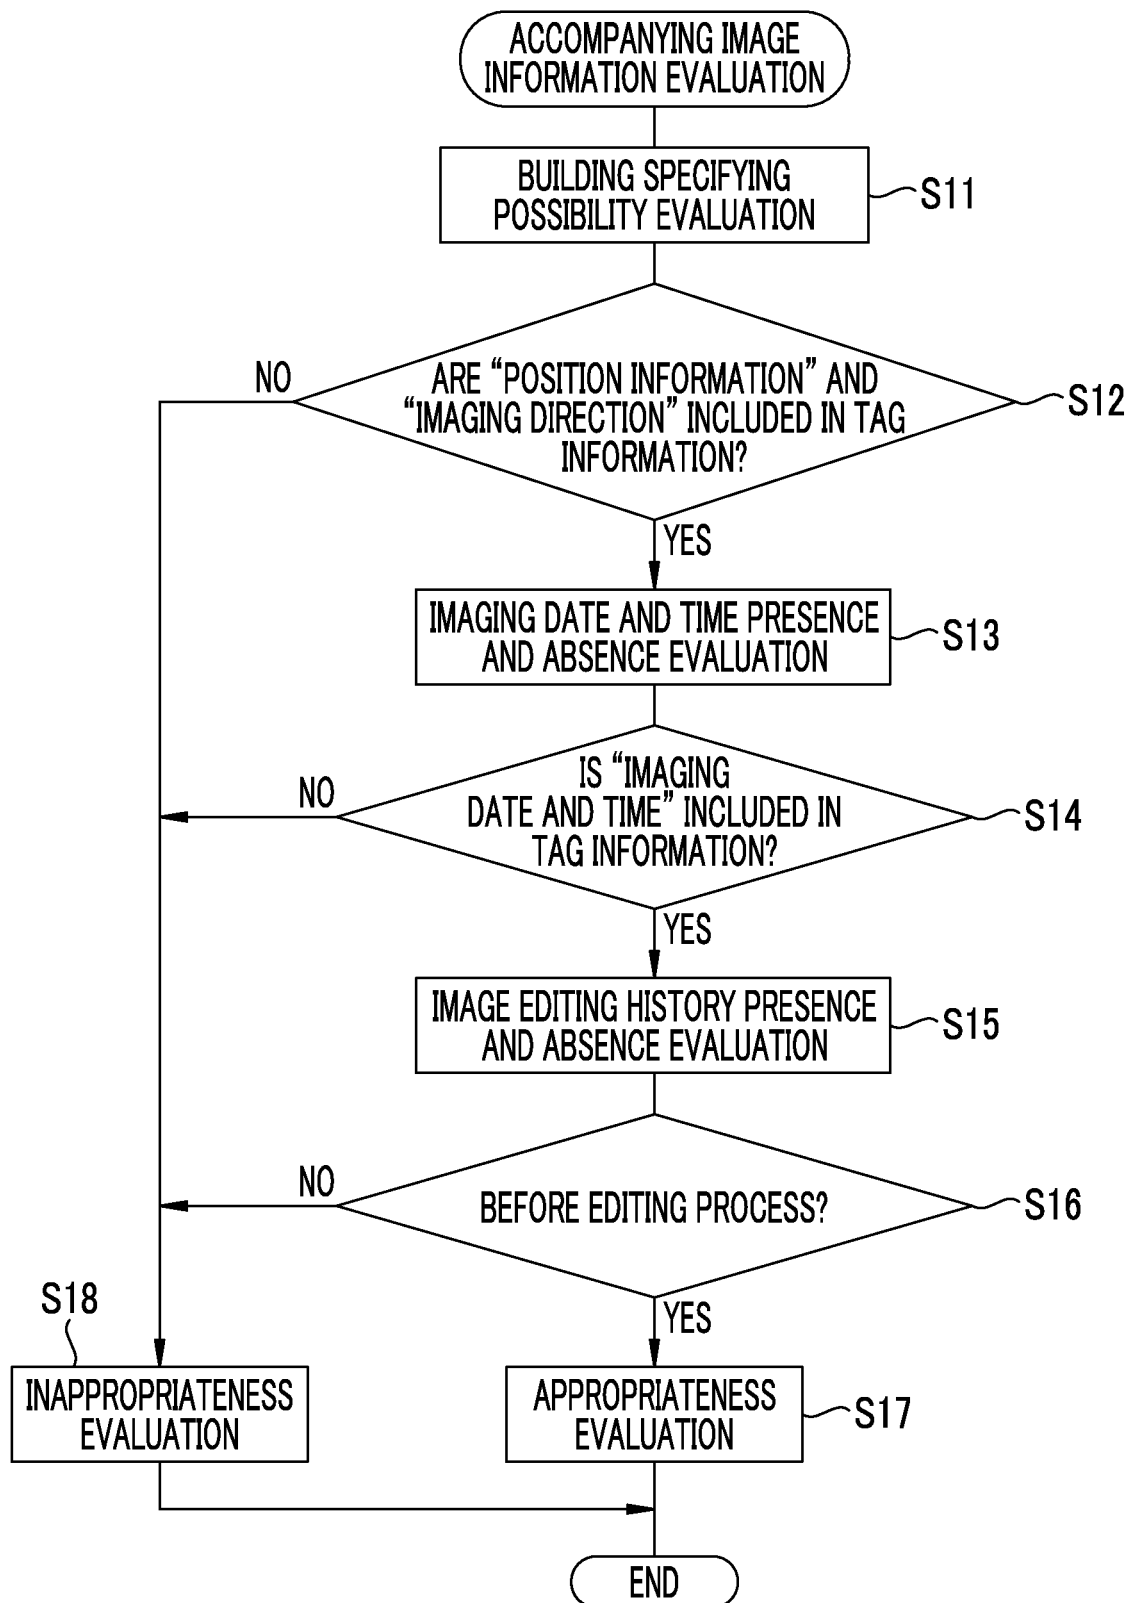 ACCOMPANYING IMAGE
INFORMATION EVALUATION
BUILDING SPECIFYING
POSSIBILITY EVALUATION
S11
NO
ARE “POSITION INFORMATION” AND
“IMAGING DIRECTION” INCLUDED IN TAG
INFORMATION?
S12
YES
IMAGING DATE AND TIME PRESENCE
AND ABSENCE EVALUATION
S13
NO
IS “IMAGING
DATE AND TIME” INCLUDED IN
TAG INFORMATION?
S14
YES
IMAGE EDITING HISTORY PRESENCE
AND ABSENCE EVALUATION
S15
NO
BEFORE EDITING PROCESS?
S16
S18
YES
INAPPROPRIATENESS
EVALUATION
APPROPRIATENESS
EVALUATION
S17
END